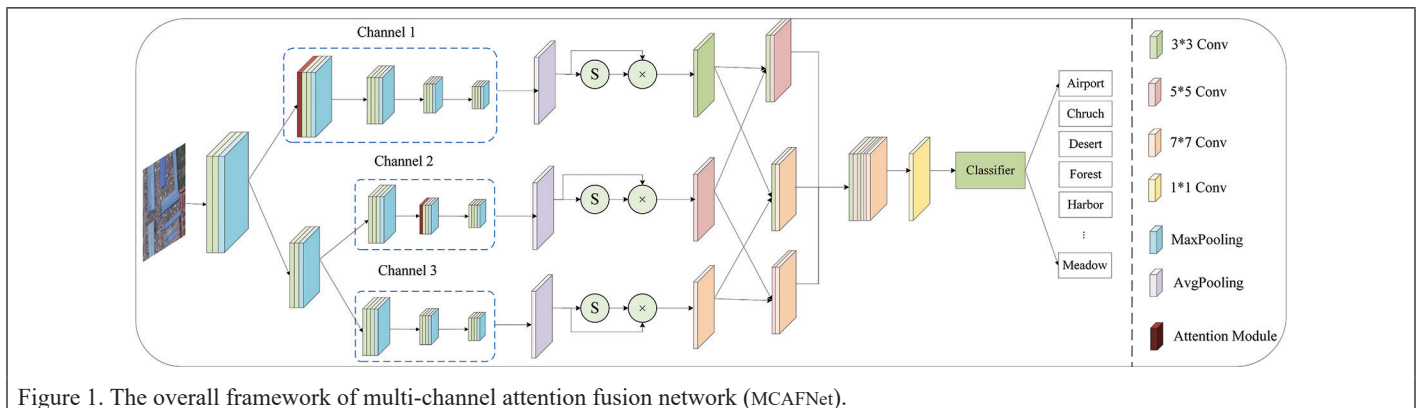 Channel 1
Channel 2
Channel 3
S
×
S
×
S
×
Classifier
Airport
Chruch
Desert
Forest
Harbor
...
Meadow
3*3 Conv
5*5 Conv
7*7 Conv
1*1 Conv
MaxPooling
AvgPooling
Attention Module
Figure 1. The overall framework of multi-channel attention fusion network (MCAFNet).